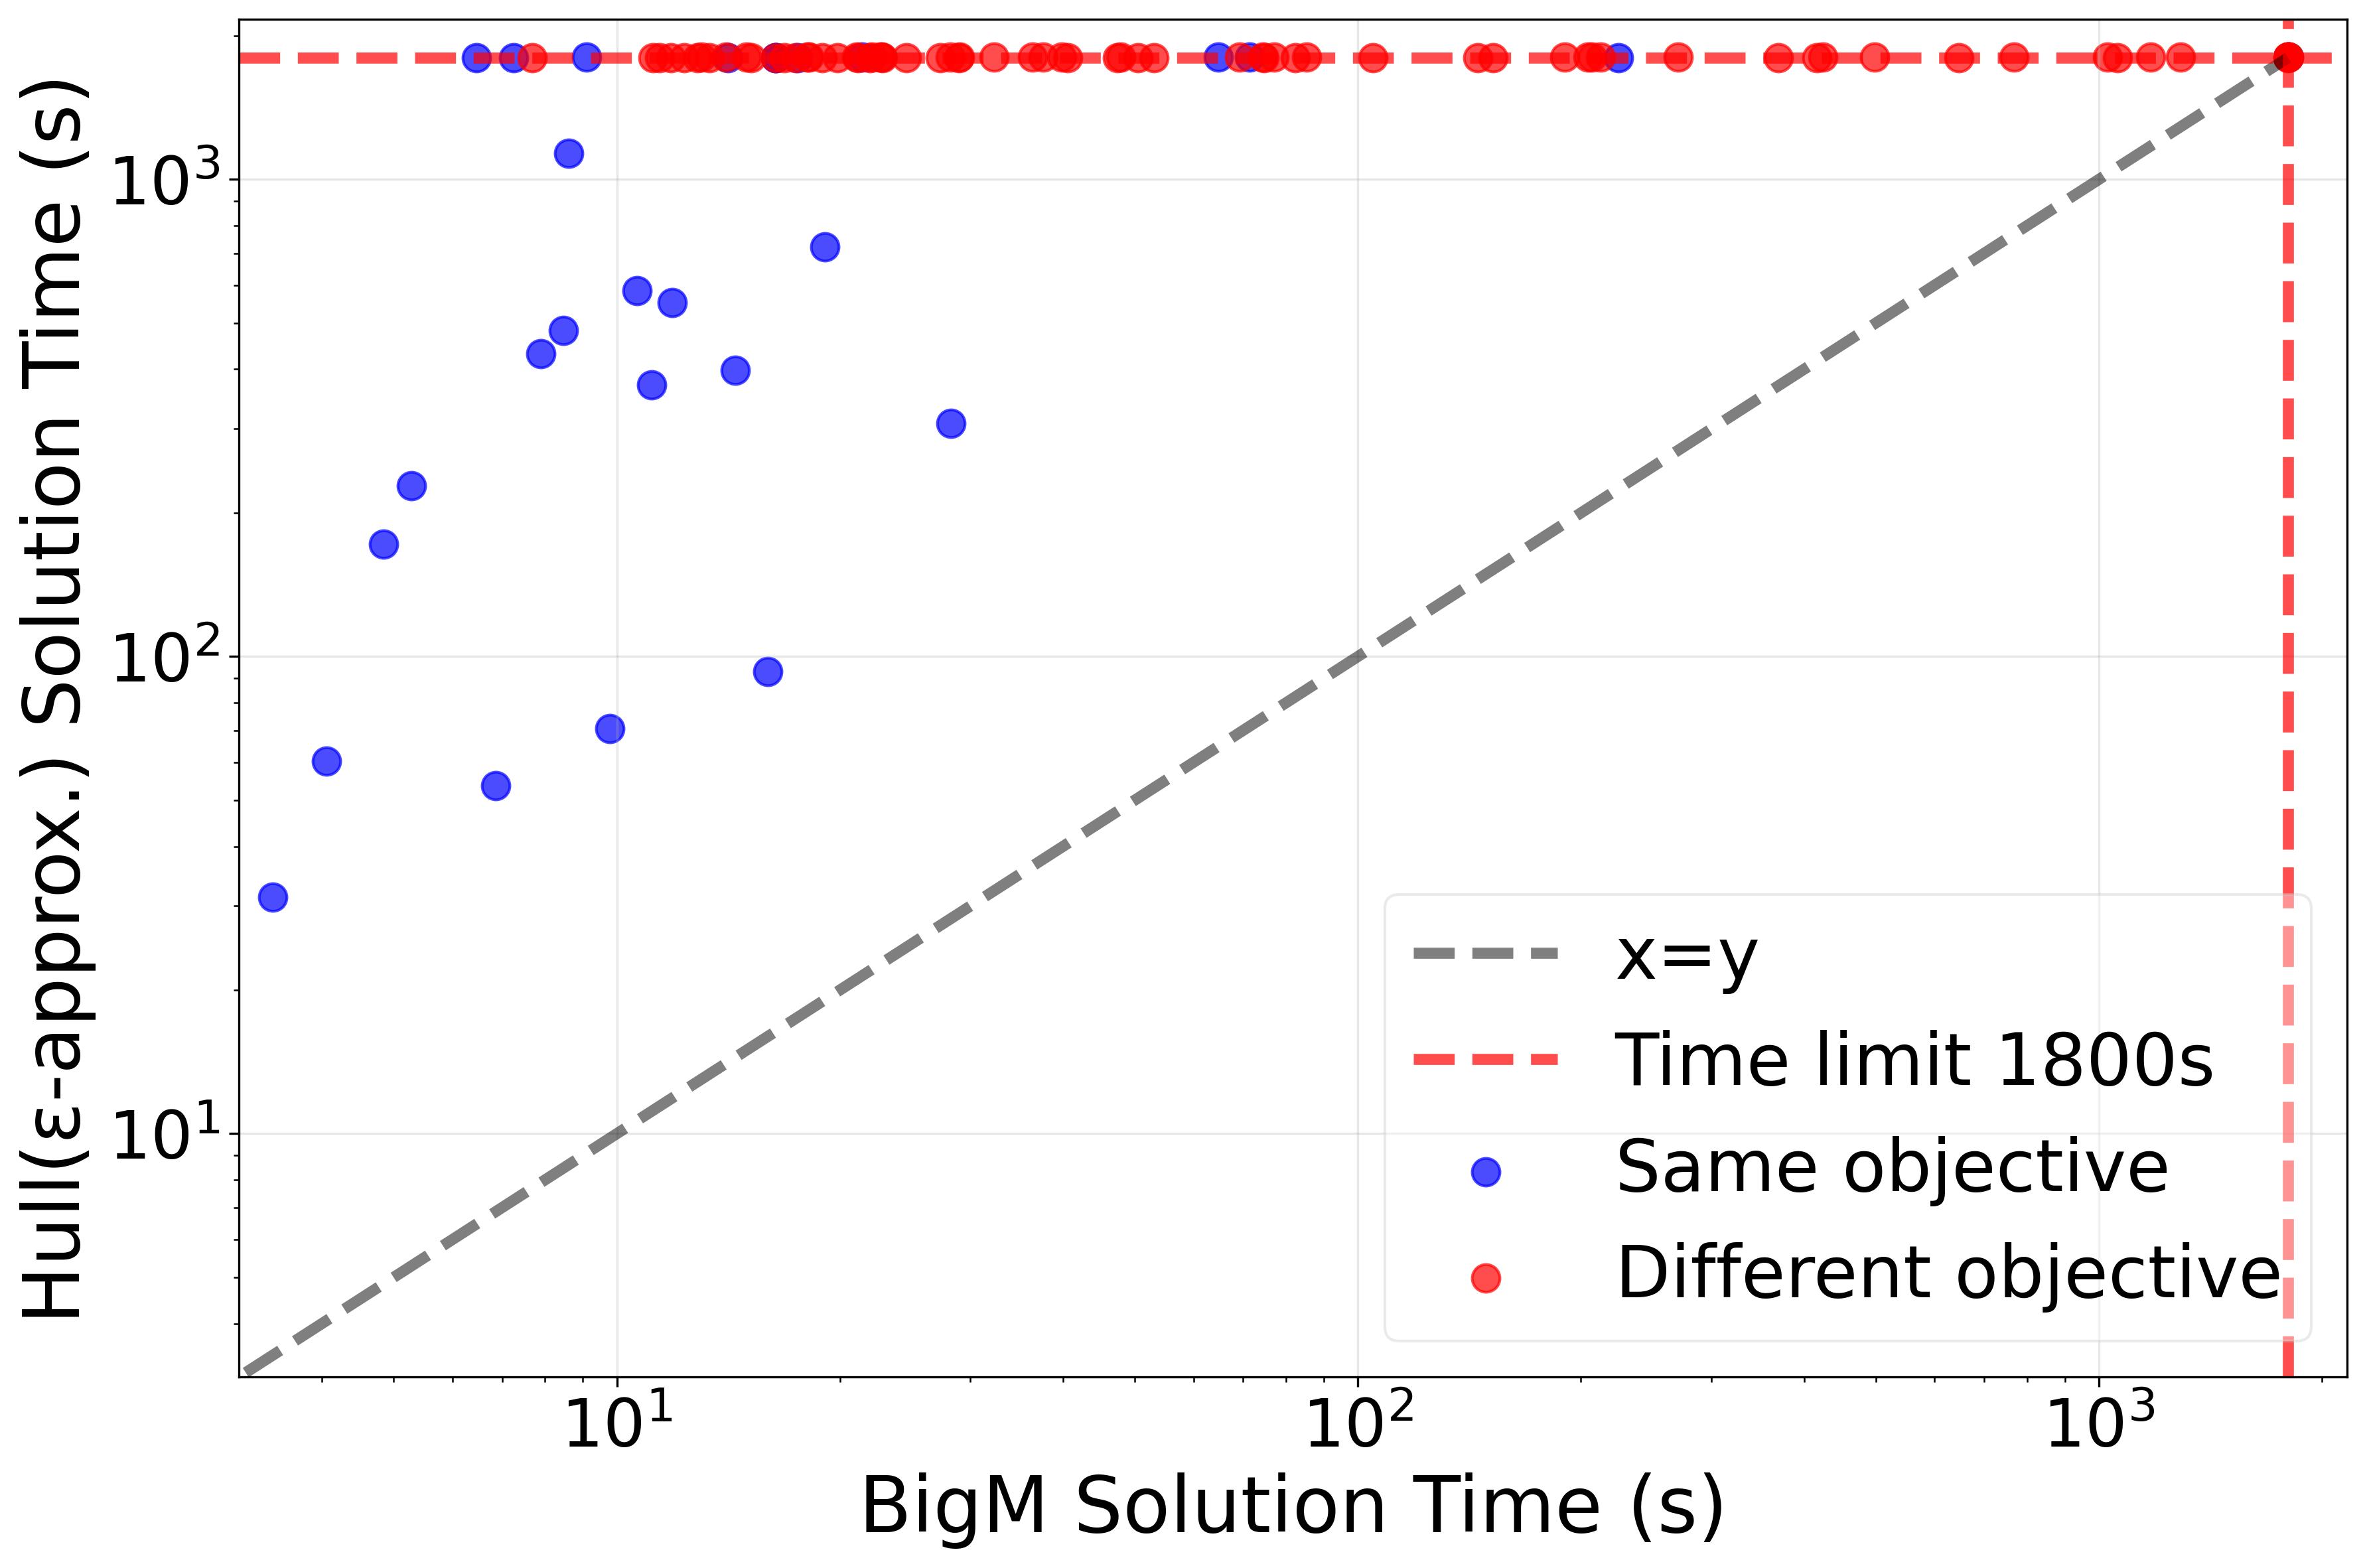 Hull(ε-approx.) Solution Time (s)
10³
10²
10¹
x=y
Time limit 1800s
Same objective
Different objective
10¹
10²
10³
BigM Solution Time (s)